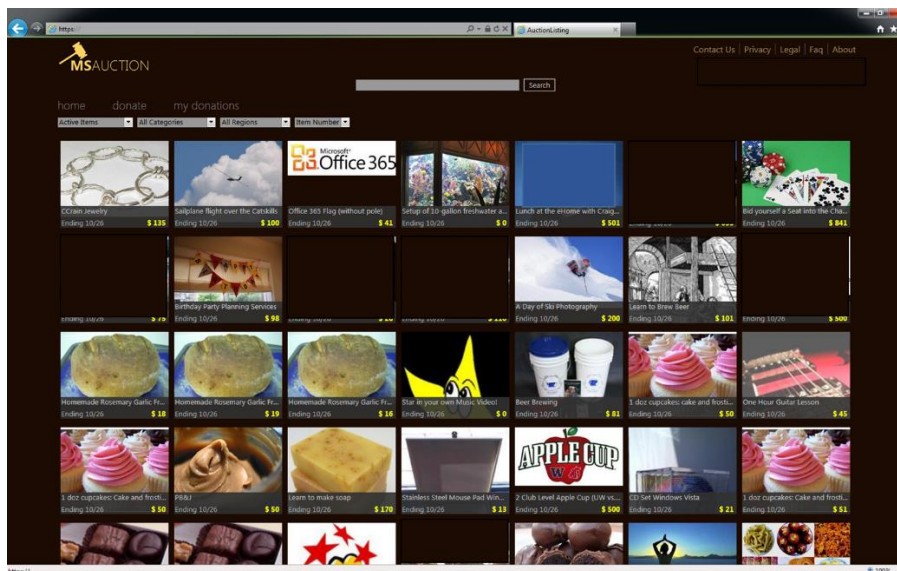 https:/
AuctionListing
MSAUCTION
Contact Us | Privacy | Legal | Faq | About
Search
home donate my donations
Active Items All Categories All Regions Item Number
Microsoft®
Office 365
CCrain Jewelry
Ending 10/26 $ 135
Sailplane flight over the Catskills
Ending 10/26 $ 100
Office 365 Flag (without pole)
Ending 10/26 $ 41
Setup of 10-gallon freshwater a...
Ending 10/26 $ 0
Lunch at the eHome with Craig...
Ending 10/26 $ 501
Bid yourself a Seat into the Cha...
Ending 10/26 $ 841
Ending 10/26 $ 75
Birthday Party Planning Services
Ending 10/26 $ 98
A Day of Ski Photography
Ending 10/26 $ 200
Learn to Brew Beer
Ending 10/26 $ 101
Ending 10/26 $ 500
Homemade Rosemary Garlic Fr...
Ending 10/26 $ 18
Homemade Rosemary Garlic Fr...
Ending 10/26 $ 19
Homemade Rosemary Garlic Fr...
Ending 10/26 $ 16
Star in your own Music Video!
Ending 10/26 $ 0
Beer Brewing
Ending 10/26 $ 81
1 doz cupcakes: cake and frosti...
Ending 10/26 $ 50
One Hour Guitar Lesson
Ending 10/26 $ 45
1 doz cupcakes: Cake and frosti...
Ending 10/26 $ 50
PB&J
Ending 10/26 $ 50
Learn to make soap
Ending 10/26 $ 170
Stainless Steel Mouse Pad Win...
Ending 10/26 $ 13
APPLE CUP
W
2 Club Level Apple Cup (UW vs....
Ending 10/26 $ 500
CD Set Windows Vista
Ending 10/26 $ 21
1 doz cupcakes: Cake and frosti...
Ending 10/26 $ 51
100%